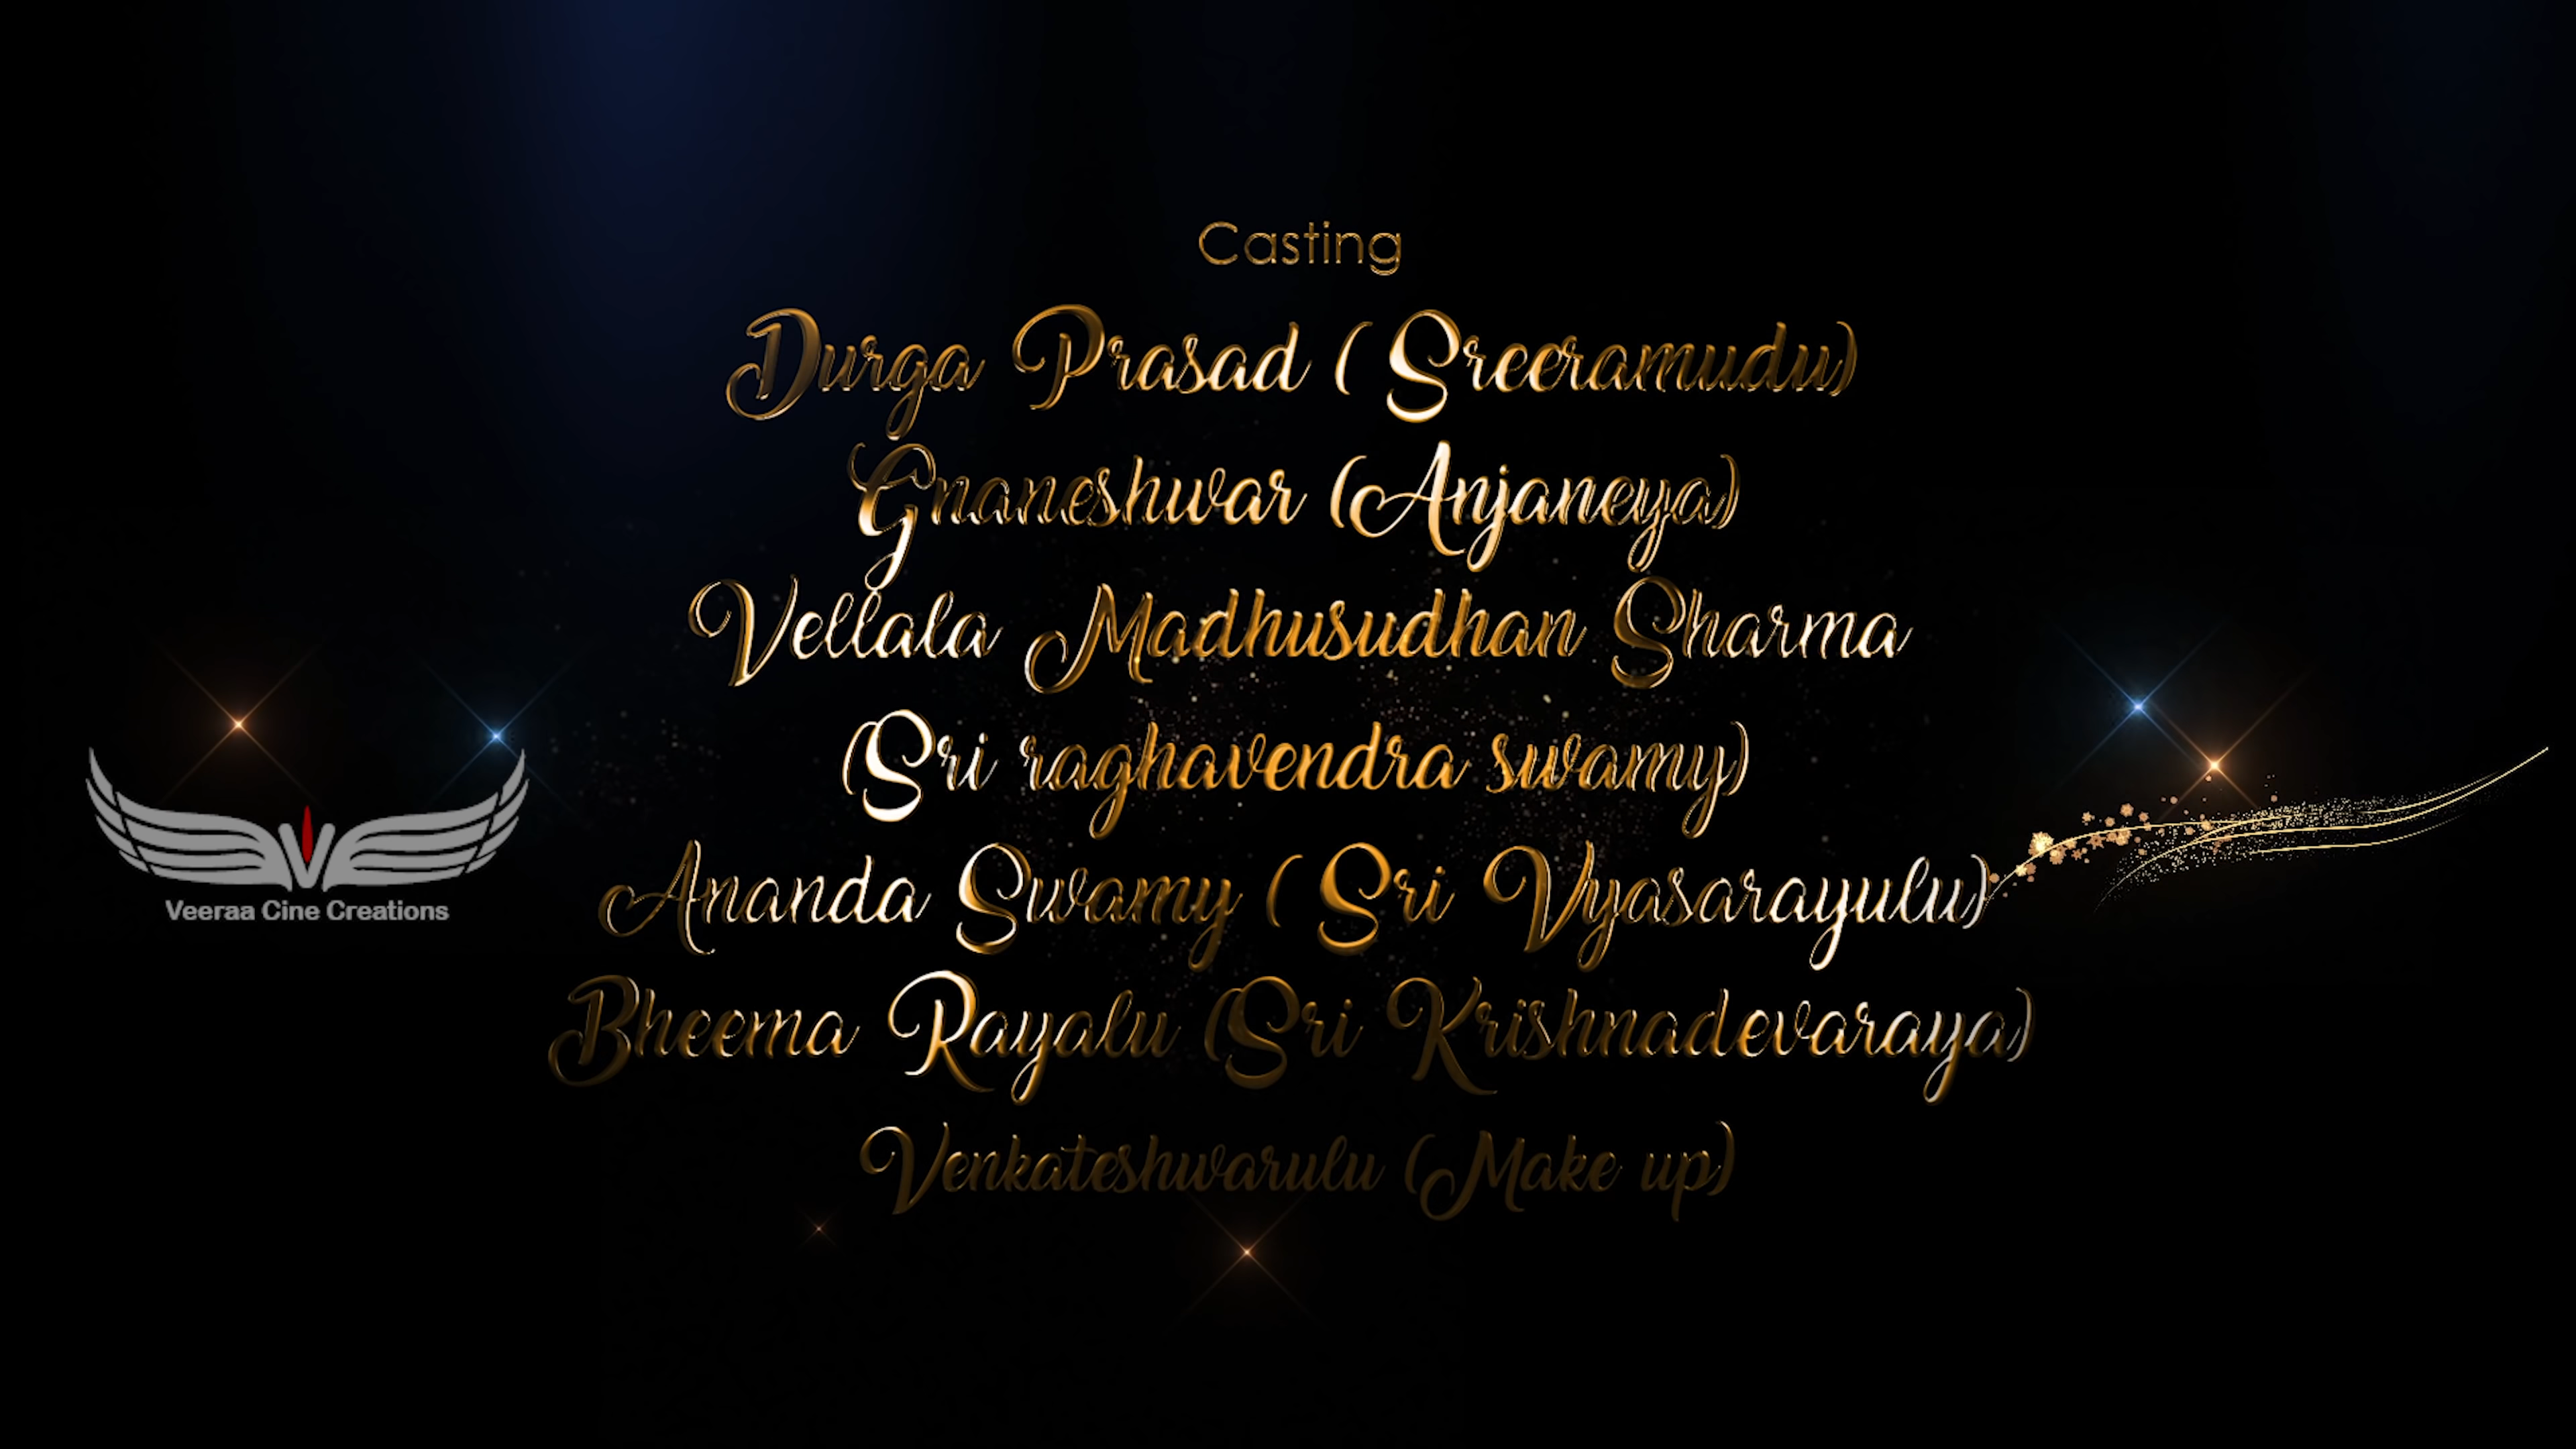 Casting
Durga Prasad ( Sreeramudu)
Gnaneshwar (Anjaneya)
Vellala Madhusudhan Sharma
(Sri raghavendra swamy)
Ananda Swamy ( Sri Vyasarayulu)
Bheema Rayalu (Sri Krishnadevaraya)
Venkateshwarulu (Make up)
V
Veeraa Cine Creations